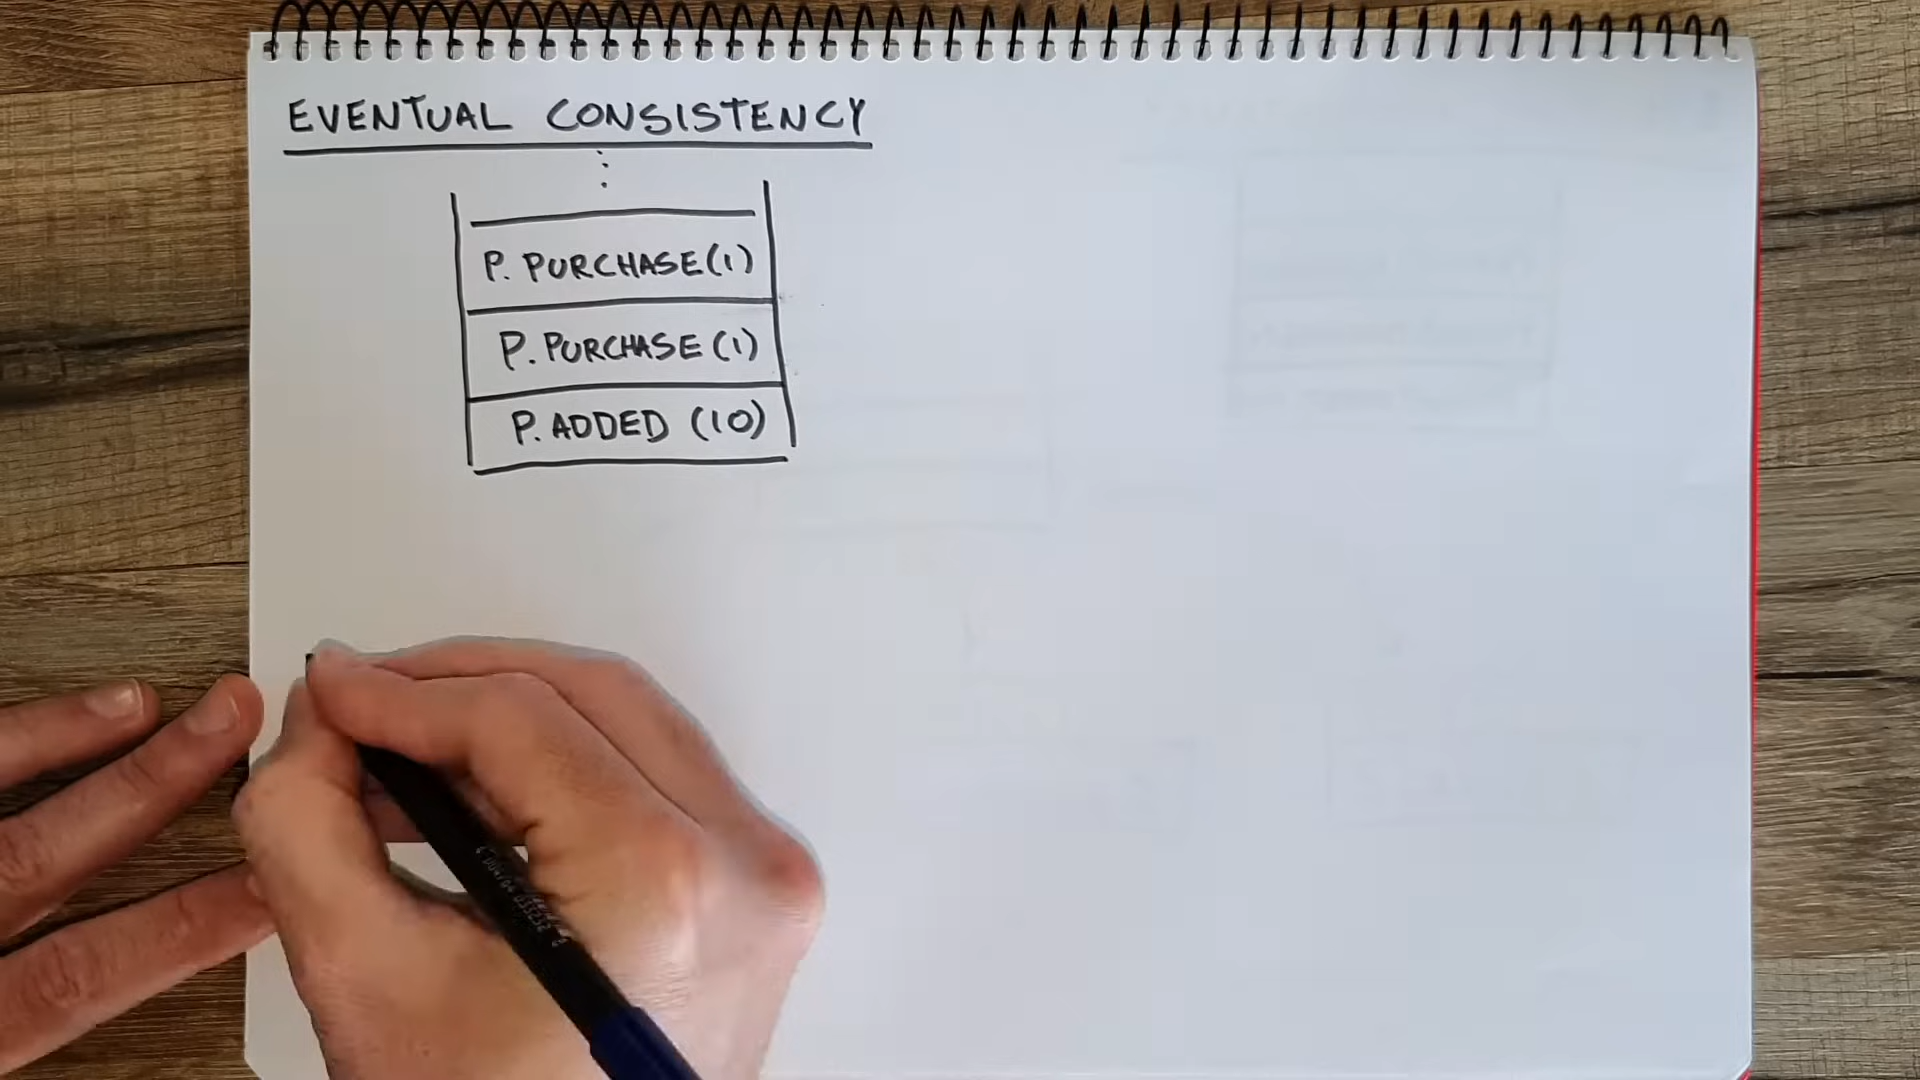 EVENTUAL CONSISTENCY
P. PURCHASE(1)
P. PURCHASE (1)
P. ADDED (10)